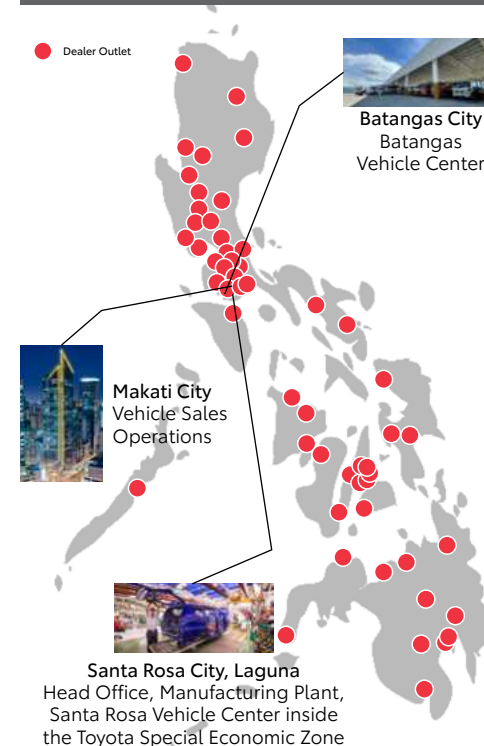 Dealer Outlet
Batangas City
Batangas
Vehicle Center
Makati City
Vehicle Sales
Operations
Santa Rosa City, Laguna
Head Office, Manufacturing Plant,
Santa Rosa Vehicle Center inside
the Toyota Special Economic Zone